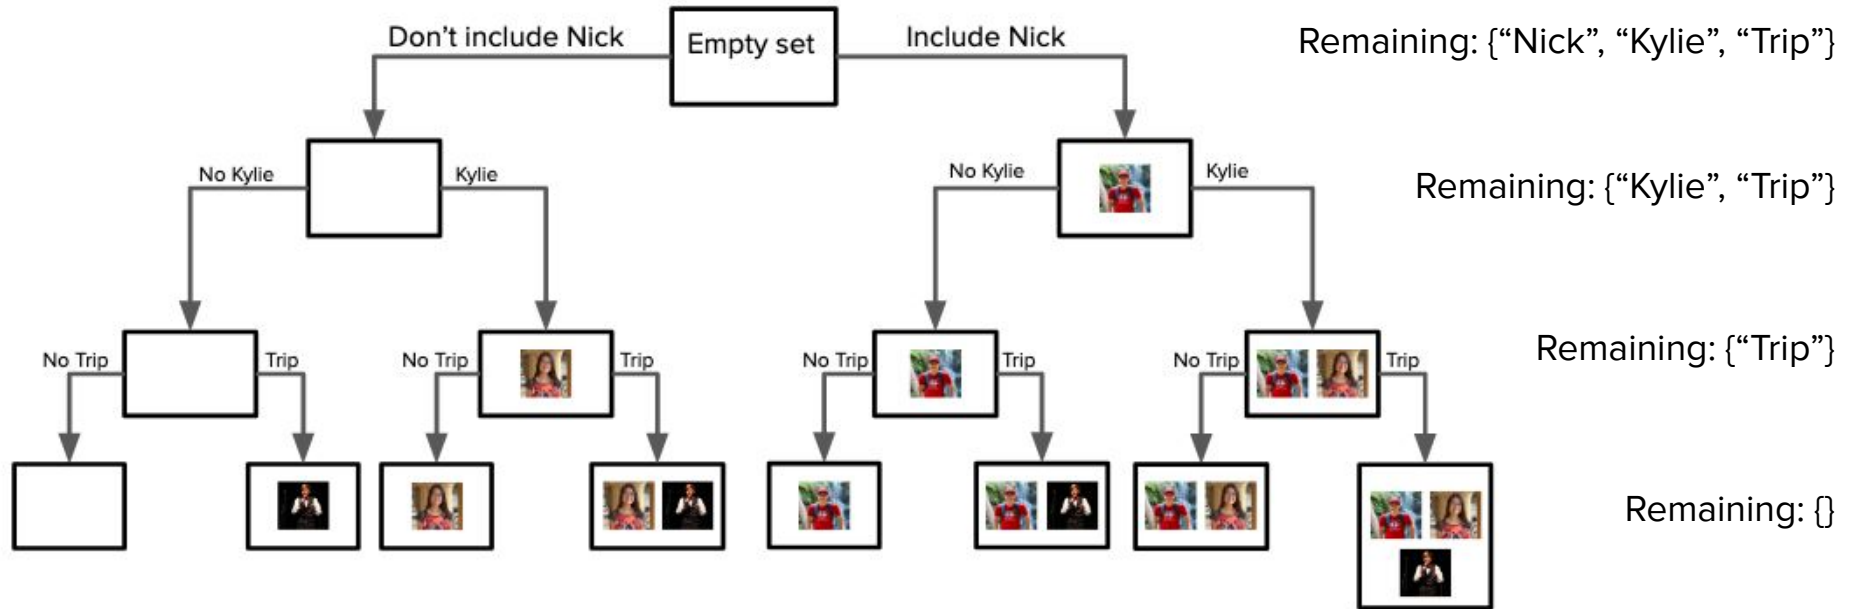 Don’t include Nick
Empty set
Include Nick
Remaining: {“Nick”, “Kylie”, “Trip”}
No Kylie
Kylie
No Kylie
Kylie
Remaining: {“Kylie”, “Trip”}
No Trip
Trip
No Trip
Trip
No Trip
Trip
No Trip
Trip
Remaining: {“Trip”}
Remaining: {}